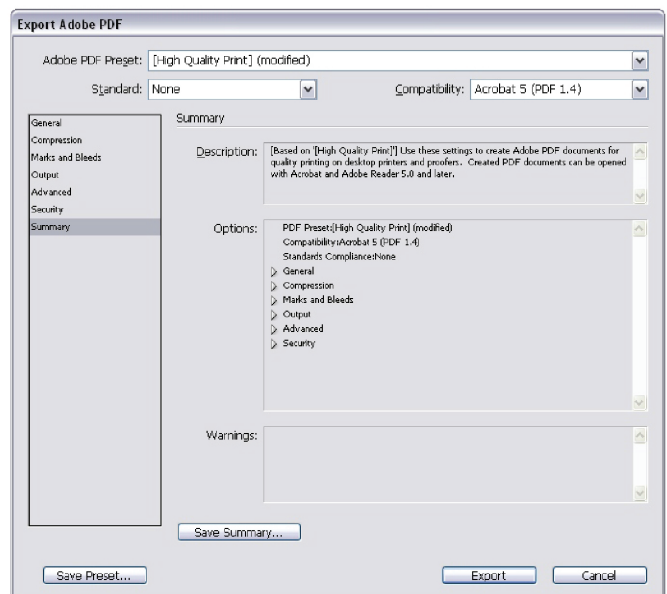 Export Adobe PDF
Adobe PDF Preset: [High Quality Print] (modified)
Standard: None
Compatibility: Acrobat 5 (PDF 1.4)
General
Compression
Marks and Bleeds
Output
Advanced
Security
Summary
Summary
Description: [Based on '[High Quality Print]'] Use these settings to create Adobe PDF documents for
quality printing on desktop printers and proofers. Created PDF documents can be opened
with Acrobat and Adobe Reader 5.0 and later.
Options: PDF Preset:[High Quality Print] (modified)
Compatibility:Acrobat 5 (PDF 1.4)
Standards Compliance:None
General
Compression
Marks and Bleeds
Output
Advanced
Security
Warnings:
Save Summary...
Save Preset...
Export
Cancel